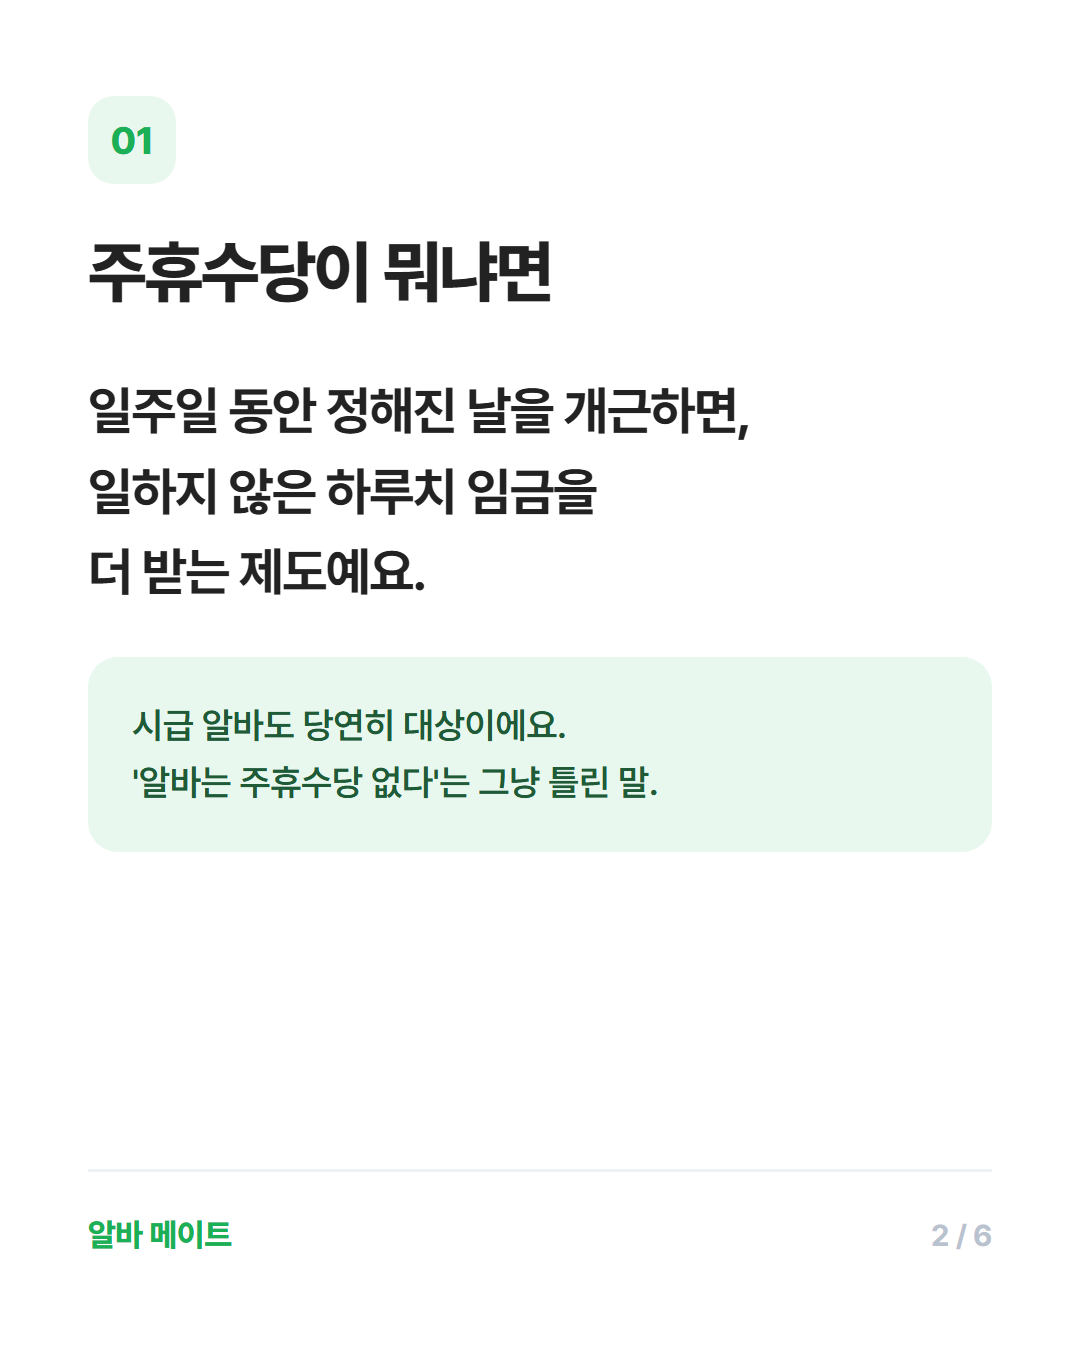 01
주휴수당이 뭐냐면
일주일 동안 정해진 날을 개근하면,
일하지 않은 하루치 임금을
더 받는 제도예요.
시급 알바도 당연히 대상이에요.
'알바는 주휴수당 없다'는 그냥 틀린 말.
알바 메이트
2 / 6